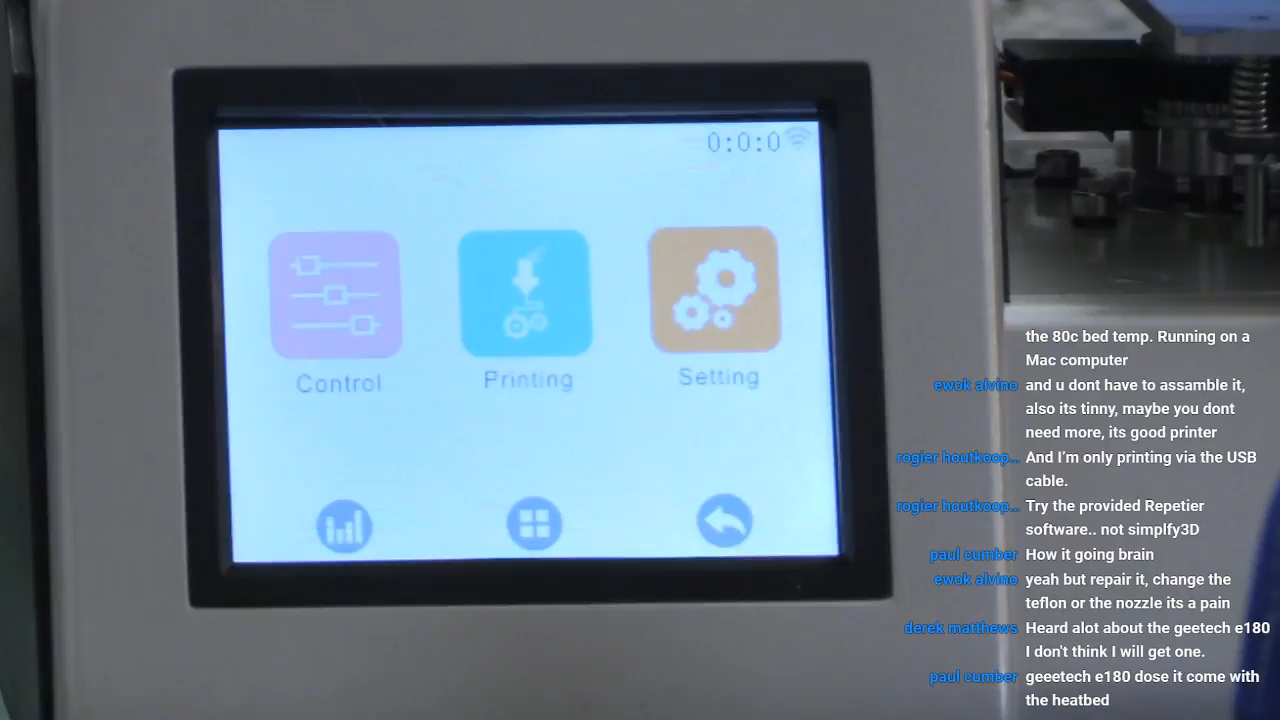 0:0:0
Control
Printing
Setting
the 80c bed temp. Running on a
Mac computer
ewok alvino and u dont have to assamble it,
also its tinny, maybe you dont
need more, its good printer
rogier houtkoop... And I'm only printing via the USB
cable.
rogier houtkoop... Try the provided Repetier
software.. not simplfy3D
paul cumber How it going brain
ewok alvino yeah but repair it, change the
teflon or the nozzle its a pain
derek matthews Heard alot about the geetech e180
I don't think I will get one.
paul cumber geeetech e180 dose it come with
the heatbed